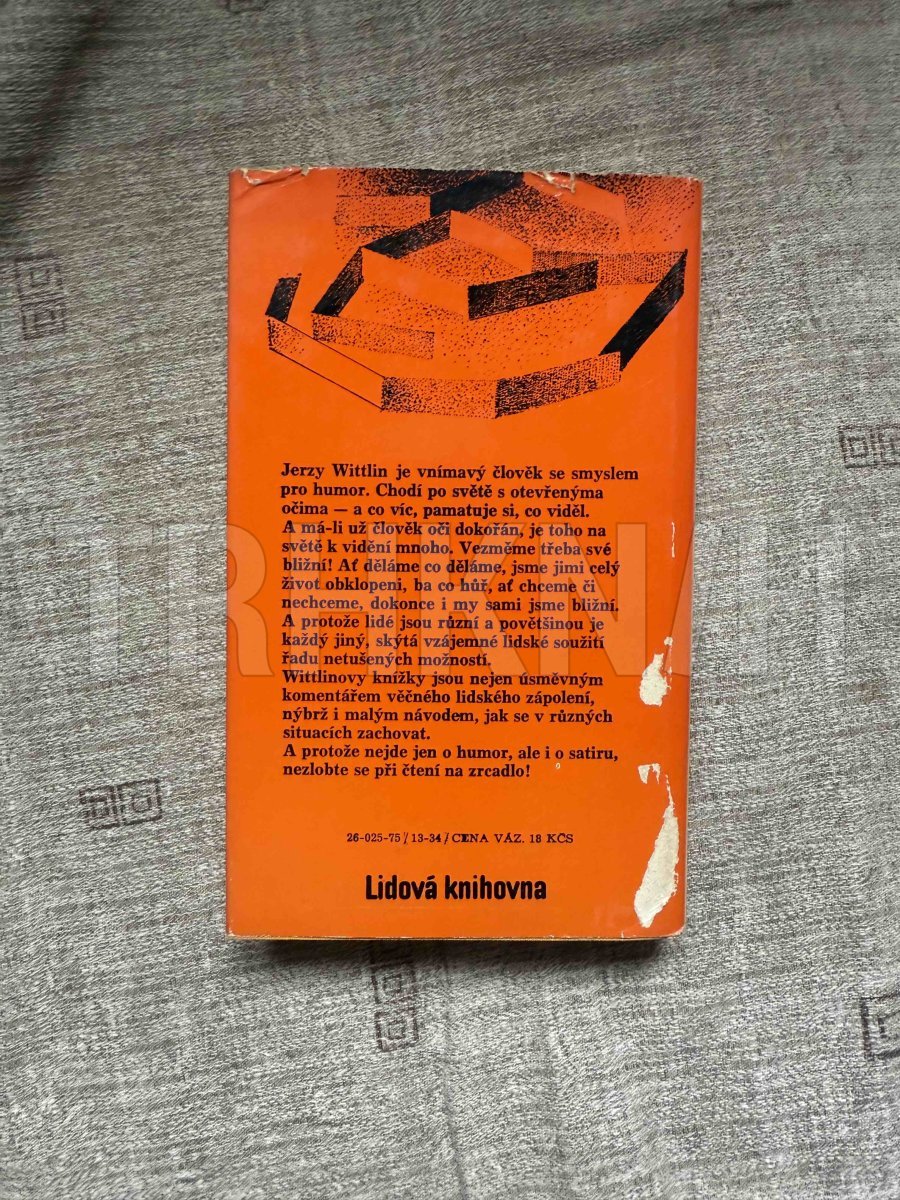 Jerzy Wittlin je vnímavý člověk se smyslem
pro humor. Chodí po světě s otevřenýma
očima — a co víc, pamatuje si, co viděl.
A má-li už člověk oči dokořán, je toho na
světě k vidění mnoho. Vezměme třeba své
bližní! Ať děláme co děláme, jsme jimi celý
život obklopeni, ba co hůř, ať chceme či
nechceme, dokonce i my sami jsme bližní.
A protože lidé jsou různí a povětšinou je
každý jiný, skýtá vzájemné lidské soužití
řadu netušených možností.
Wittlinovy knížky jsou nejen úsměvným
komentářem věčného lidského zápolení,
nýbrž i malým návodem, jak se v různých
situacích zachovat.
A protože nejde jen o humor, ale i o satiru,
nezlobte se při čtení na zrcadlo!
26-025-75/13-34/CENA VÁZ. 18 KČS
Lidová knihovna